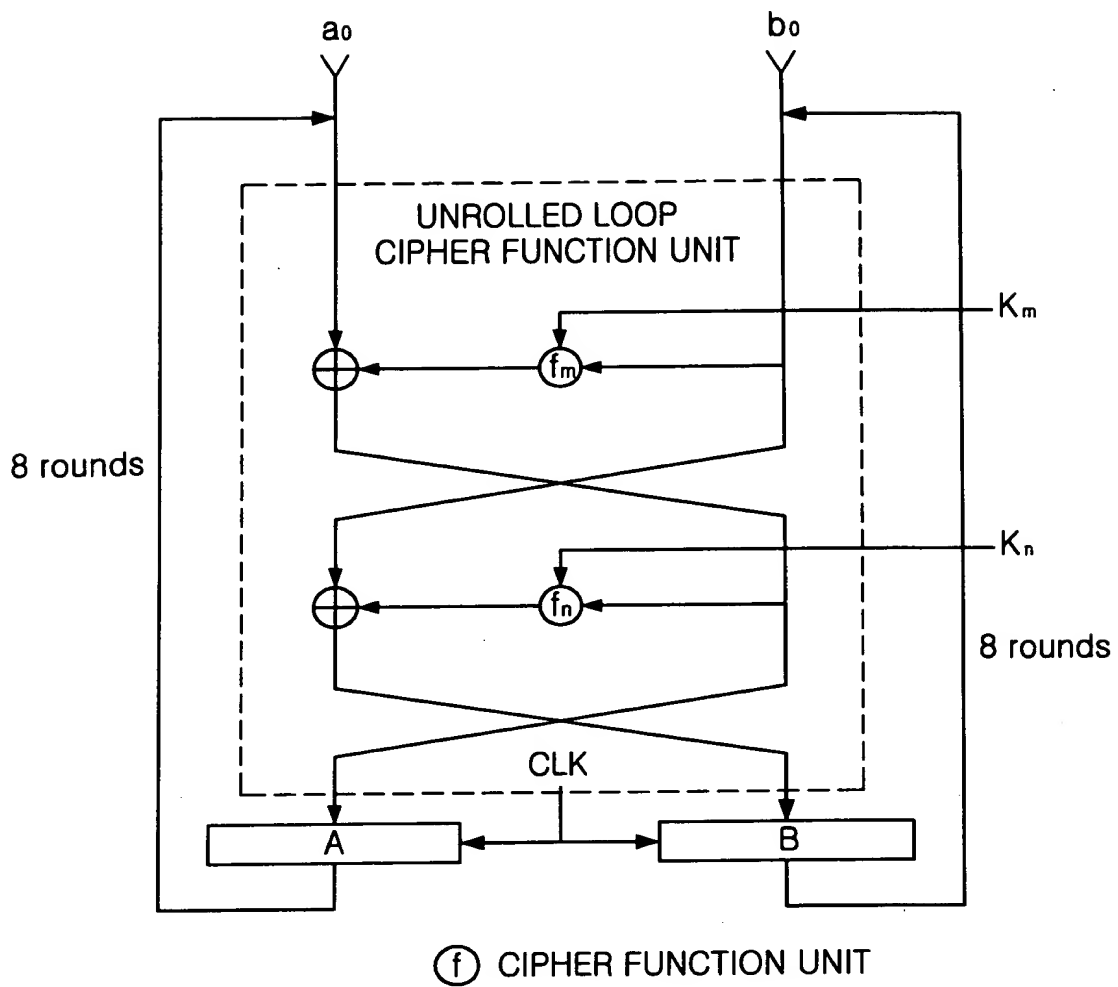 a0
b0
UNROLLED LOOP
CIPHER FUNCTION UNIT
Km
fm
8 rounds
Kn
fn
8 rounds
CLK
A
B
f CIPHER FUNCTION UNIT